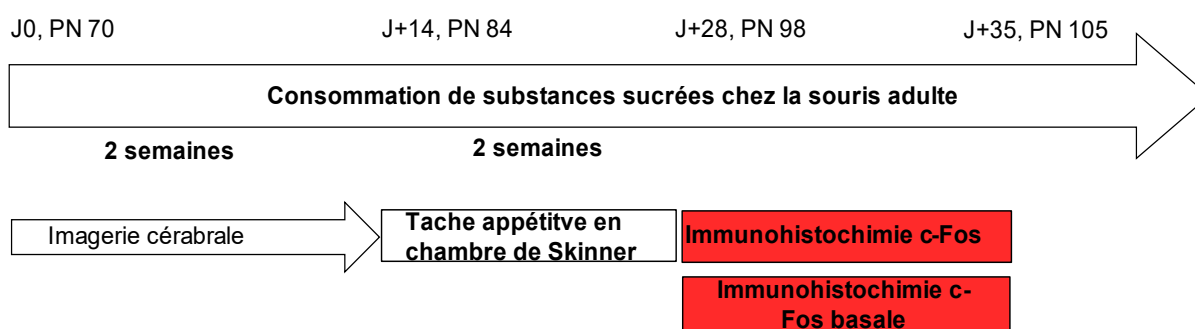 J0, PN 70
J+14, PN 84
J+28, PN 98
J+35, PN 105
Consommation de substances sucrées chez la souris adulte
2 semaines
2 semaines
Imagerie cérabrale
Tache appétitve en
chambre de Skinner
Immunohistochimie c-Fos
Immunohistochimie c-
Fos basale